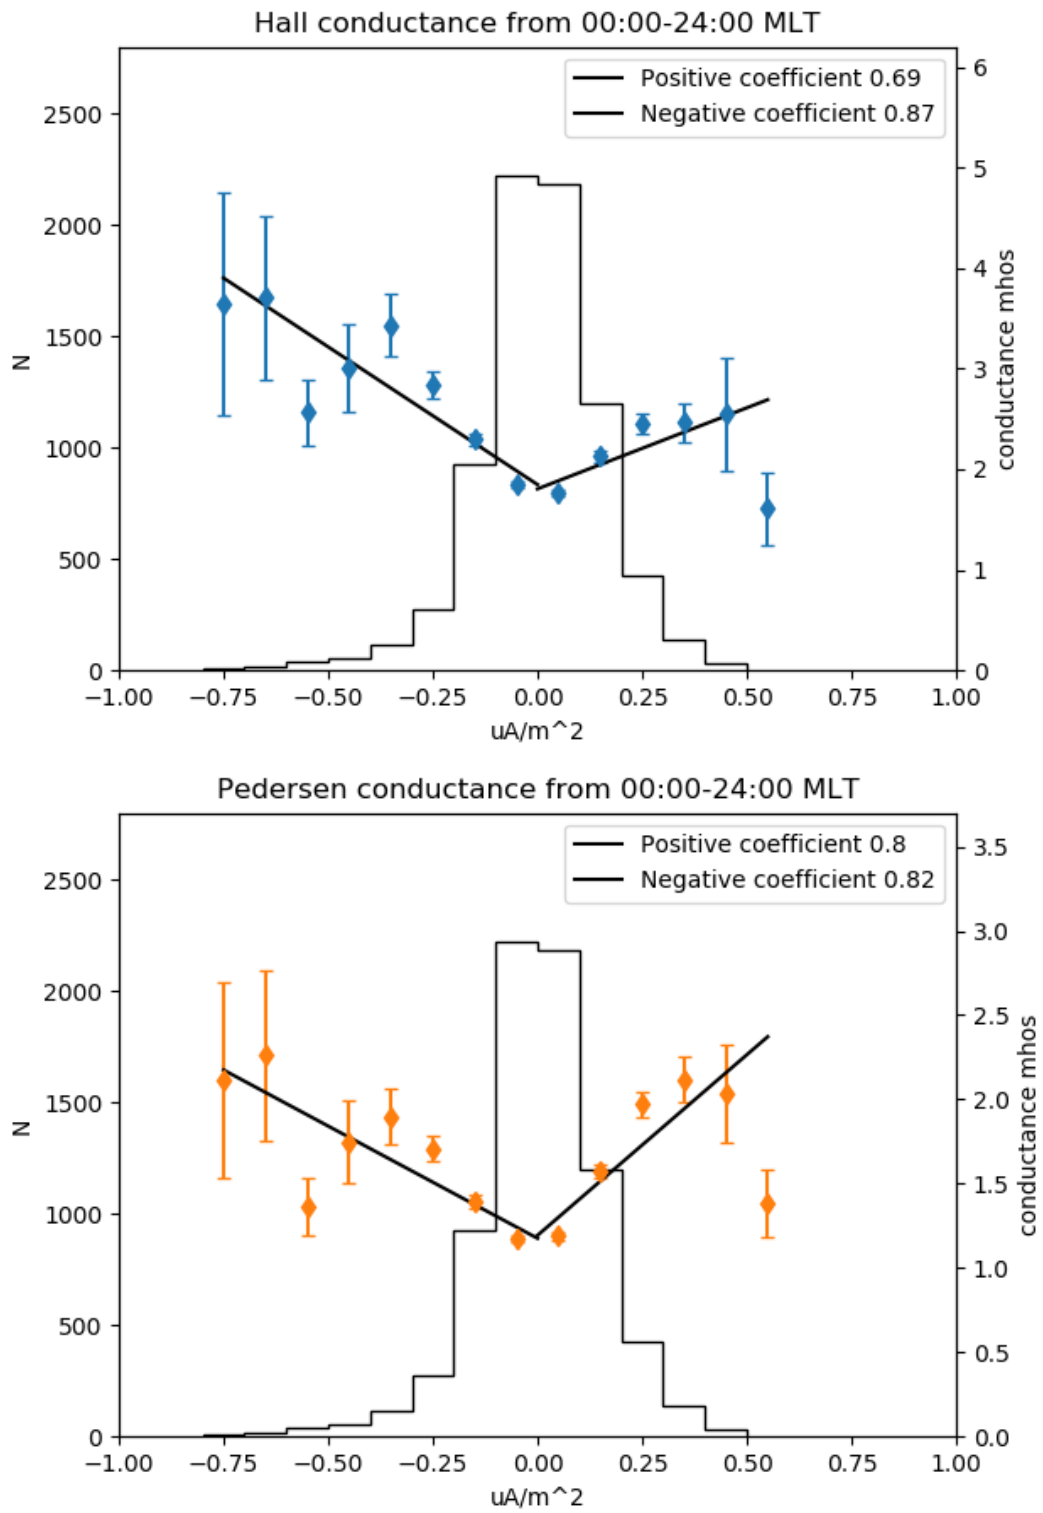 Hall conductance from 00:00-24:00 MLT
Positive coefficient 0.69
Negative coefficient 0.87
2500
2000
1500
1000
500
0
N
6
5
4
3
2
1
0
conductance mhos
−1.00 −0.75 −0.50 −0.25 0.00 0.25 0.50 0.75 1.00
uA/m^2
Pedersen conductance from 00:00-24:00 MLT
Positive coefficient 0.8
Negative coefficient 0.82
2500
2000
1500
1000
500
0
N
3.5
3.0
2.5
2.0
1.5
1.0
0.5
0.0
conductance mhos
−1.00 −0.75 −0.50 −0.25 0.00 0.25 0.50 0.75 1.00
uA/m^2